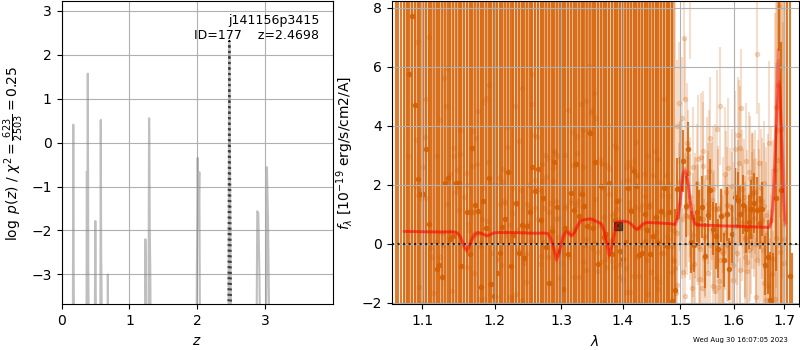 j141156p3415
ID=177 z=2.4698
log p(z) / χ² = 623/2503 = 0.25
3
2
1
0
−1
−2
−3
0 1 2 3
z
fλ [10⁻¹⁹ erg/s/cm2/A]
8
6
4
2
0
−2
1.1 1.2 1.3 1.4 1.5 1.6 1.7
λ
Wed Aug 30 16:07:05 2023